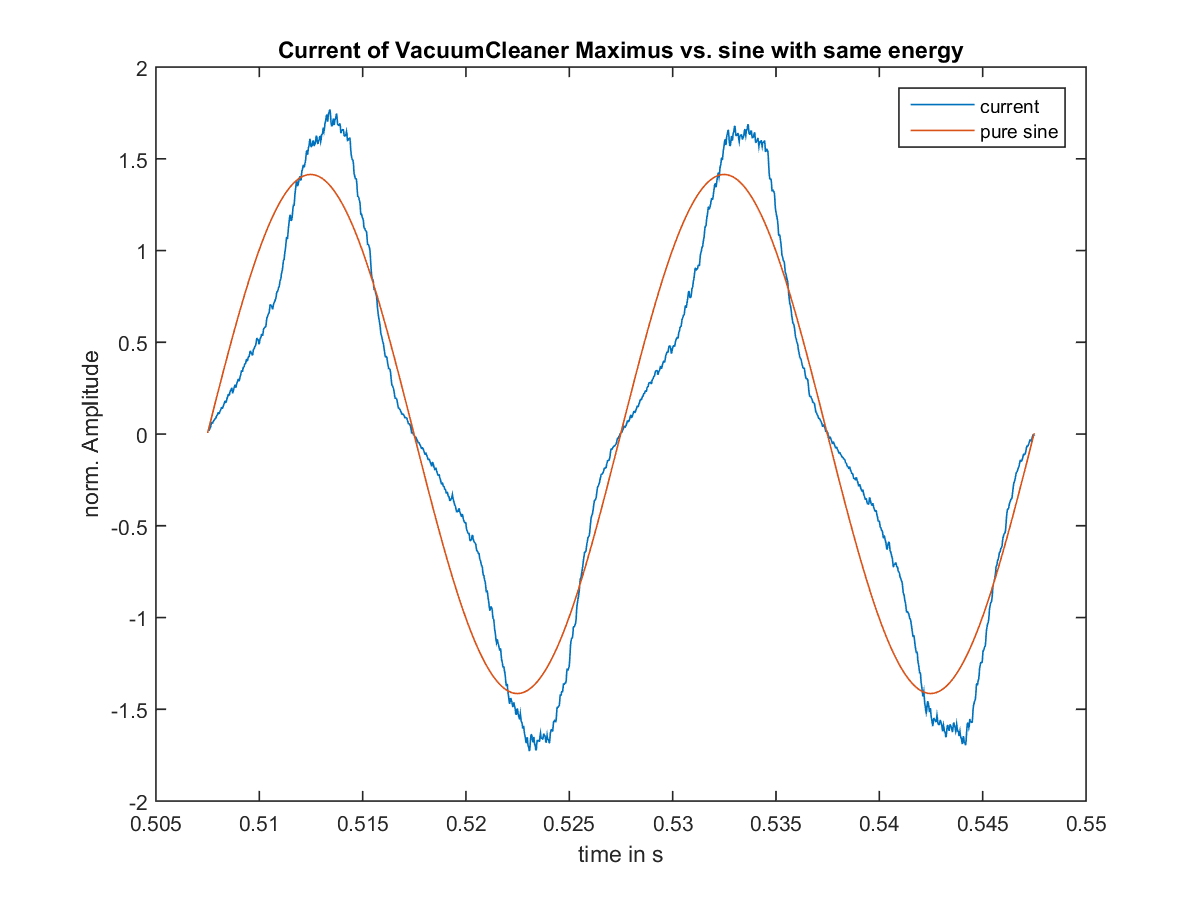 Current of VacuumCleaner Maximus vs. sine with same energy
current
pure sine
norm. Amplitude
2
1.5
1
0.5
0
-0.5
-1
-1.5
-2
0.505 0.51 0.515 0.52 0.525 0.53 0.535 0.54 0.545 0.55
time in s